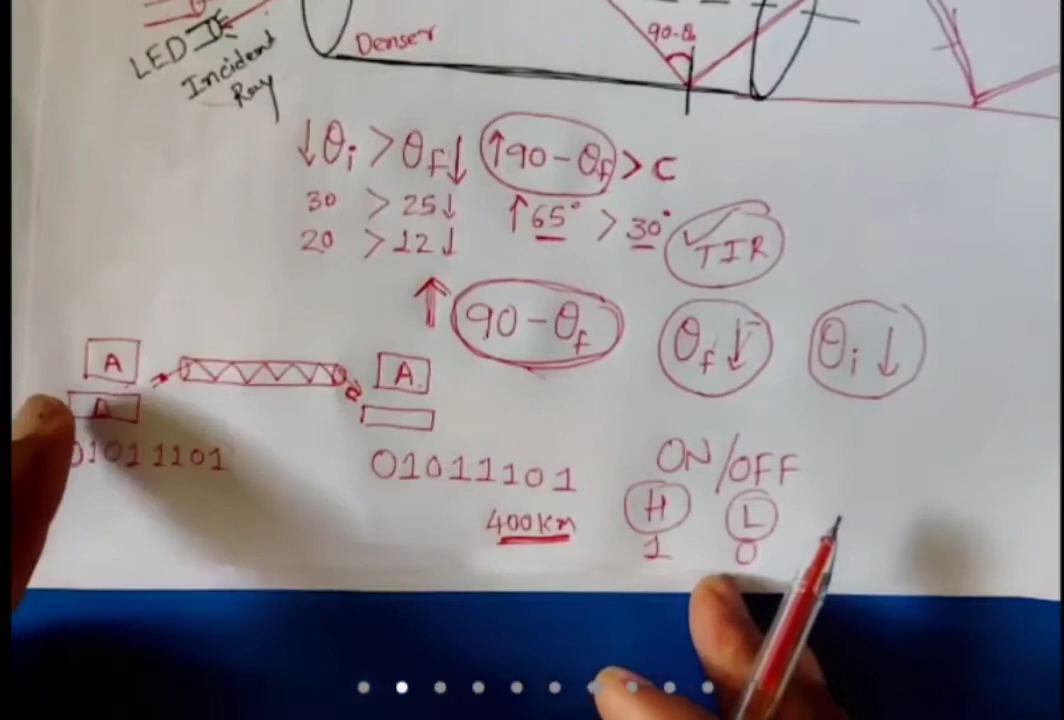 LED
Incident
Ray
Denser
90-θ
↓θi > θf↓ ↑90-θf > C
30 > 25↓ ↑65° > 30° ✓TIR
20 > 12↓
↑ 90-θf θf↓ θi↓
A A.
A
01011101 01011101
400km
ON/OFF
H L
1 0